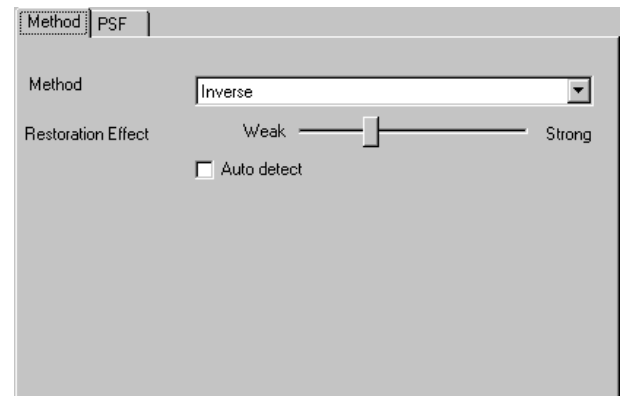 Method PSF
Method Inverse
Restoration Effect Weak Strong
Auto detect